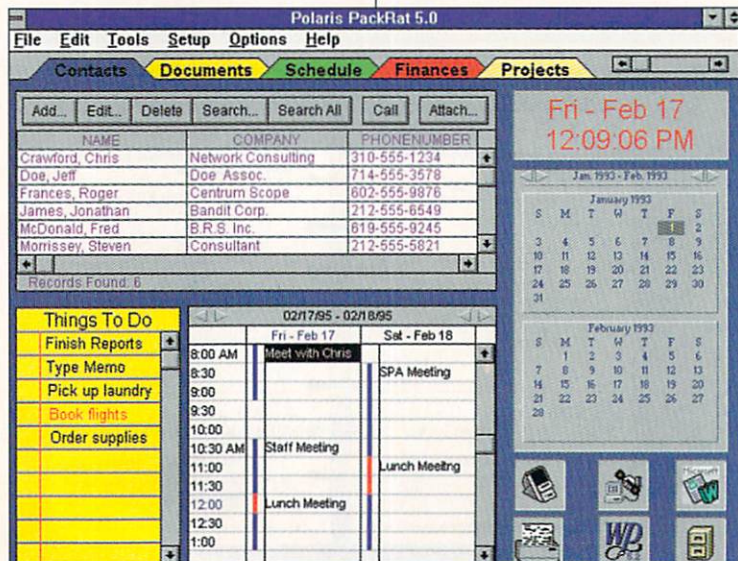 Polaris PackRat 5.0
File Edit Tools Setup Options Help
Contacts Documents Schedule Finances Projects
Add... Edit... Delete Search... Search All Call Attach...
NAME COMPANY PHONENUMBER
Crawford, Chris Network Consulting 310-555-1234
Doe, Jeff Doe Assoc. 714-555-3578
Frances, Roger Centrum Scope 602-555-9876
James, Jonathan Bandit Corp. 212-555-6549
McDonald, Fred B.R.S. Inc. 619-555-9245
Morrissey, Steven Consultant 212-555-5821
Records Found: 6
Fri - Feb 17
12:09:06 PM
Jan. 1993 - Feb. 1993
January 1993
S M T W T F S
1 2
3 4 5 6 7 8 9
10 11 12 13 14 15 16
17 18 19 20 21 22 23
24 25 26 27 28 29 30
31
February 1993
S M T W T F S
1 2 3 4 5 6
7 8 9 10 11 12 13
14 15 16 17 18 19 20
21 22 23 24 25 26 27
28
Things To Do
Finish Reports
Type Memo
Pick up laundry
Book flights
Order supplies
02/17/95 - 02/18/95
Fri - Feb 17 Sat - Feb 18
8:00 AM Meet with Chris
8:30 SPA Meeting
9:00
9:30
10:00
10:30 AM Staff Meeting
11:00 Lunch Meeitng
11:30
12:00 Lunch Meeting
12:30
1:00
Microsoft
W
WP